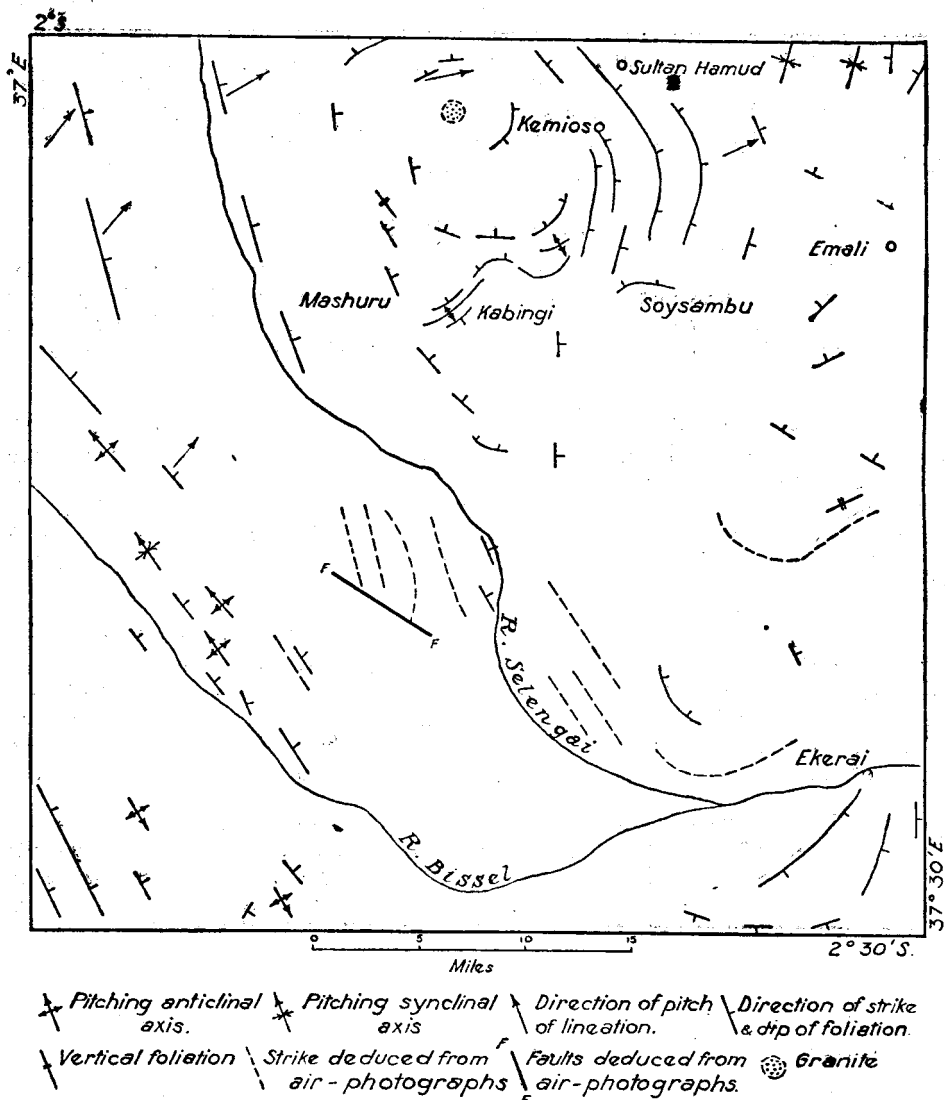 2°S
37°E
Sultan Hamud
Kemioso
Emali
Mashuru
Kabingi
Soysambu
F
F
R. Selengai
Ekerai
R. Bissel
37° 30'E
0 5 10 15
Miles
2° 30'S.
Pitching anticlinal axis.
Pitching synclinal axis
Direction of pitch of lineation.
Direction of strike & dip of foliation.
Vertical foliation
Strike deduced from air-photographs
F
F
Faults deduced from air-photographs.
Granite